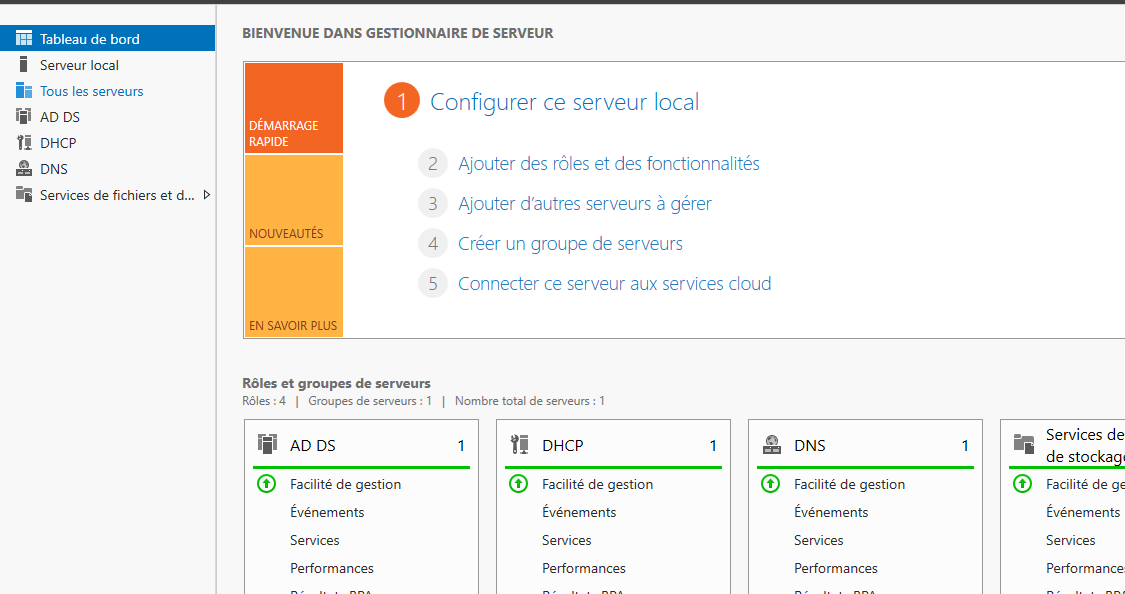 Tableau de bord
Serveur local
Tous les serveurs
AD DS
DHCP
DNS
Services de fichiers et d...
BIENVENUE DANS GESTIONNAIRE DE SERVEUR
DÉMARRAGE
RAPIDE
NOUVEAUTÉS
EN SAVOIR PLUS
1 Configurer ce serveur local
2 Ajouter des rôles et des fonctionnalités
3 Ajouter d’autres serveurs à gérer
4 Créer un groupe de serveurs
5 Connecter ce serveur aux services cloud
Rôles et groupes de serveurs
Rôles : 4 | Groupes de serveurs : 1 | Nombre total de serveurs : 1
AD DS 1
Facilité de gestion
Événements
Services
Performances
DHCP 1
Facilité de gestion
Événements
Services
Performances
DNS 1
Facilité de gestion
Événements
Services
Performances
Services de
de stockage
Facilité de ge
Événements
Services
Performances